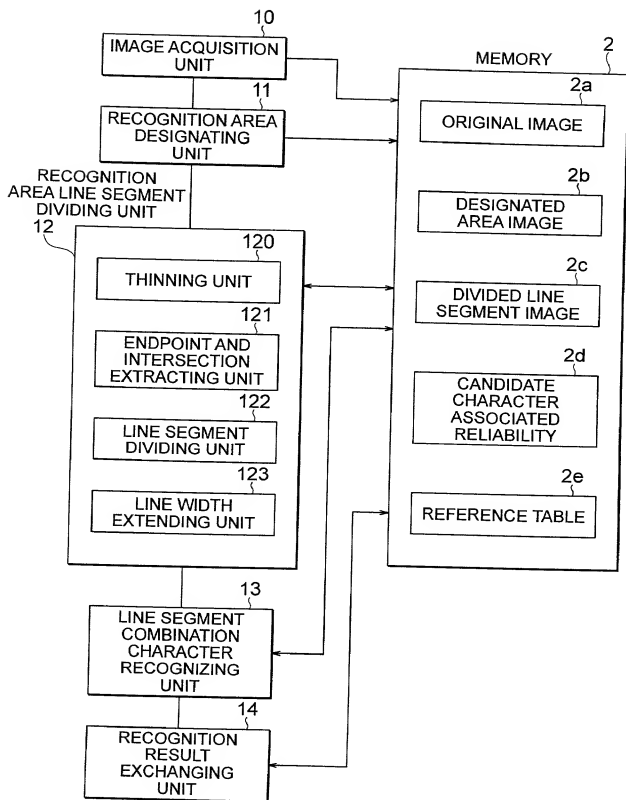 10
IMAGE ACQUISITION
UNIT
11
RECOGNITION AREA
DESIGNATING
UNIT
RECOGNITION
AREA LINE SEGMENT
DIVIDING UNIT
12
120
THINNING UNIT
121
ENDPOINT AND
INTERSECTION
EXTRACTING UNIT
122
LINE SEGMENT
DIVIDING UNIT
123
LINE WIDTH
EXTENDING UNIT
13
LINE SEGMENT
COMBINATION
CHARACTER
RECOGNIZING
UNIT
14
RECOGNITION
RESULT
EXCHANGING
UNIT
MEMORY
2
2a
ORIGINAL IMAGE
2b
DESIGNATED
AREA IMAGE
2c
DIVIDED LINE
SEGMENT IMAGE
2d
CANDIDATE
CHARACTER
ASSOCIATED
RELIABILITY
2e
REFERENCE TABLE